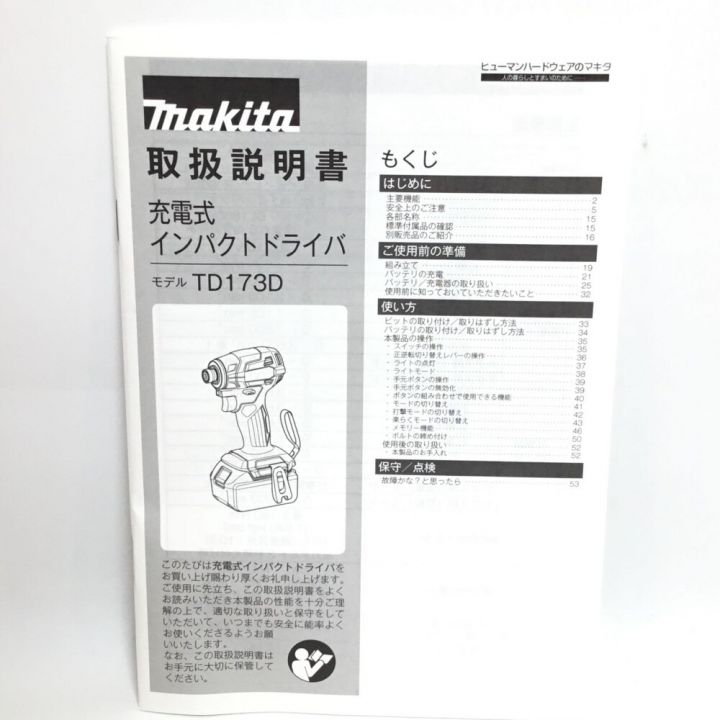 makita
取扱説明書
充電式
インパクトドライバ
モデル TD173D
このたびは充電式インパクトドライバを
お買い上げ賜わり厚くお礼申し上げます。
ご使用に先立ち、この取扱説明書をよく
お読みいただき本製品の性能を十分ご理
解の上で、適切な取り扱いと保守をして
いただいて、いつまでも安全に能率よく
お使いくださるようお願
いいたします。
なお、この取扱説明書は
お手元に大切に保管して
ください。
ヒューマンハードウェアのマキタ
人の暮らしとすまいのために
もくじ
はじめに
主要機能 2
安全上のご注意 5
各部名称 15
標準付属品の確認 15
別販売品のご紹介 16
ご使用前の準備
組み立て 19
バッテリの充電 21
バッテリ/充電器の取り扱い 25
使用前に知っておいていただきたいこと 32
使い方
ビットの取り付け/取りはずし方法 33
バッテリの取り付け/取りはずし方法 34
本製品の操作 35
・スイッチの操作 35
・正逆転切り替えレバーの操作 36
・ライトの点灯 37
・ライトモード 38
・手元ボタンの操作 39
・手元ボタンの無効化 39
・ボタンの組み合わせで使用できる機能 40
・モードの切り替え 41
・打撃モードの切り替え 42
・楽らくモードの切り替え 43
・メモリー機能 46
・ボルトの締め付け 50
使用後の取り扱い 52
・本製品のお手入れ 52
保守/点検
故障かな?と思ったら 53